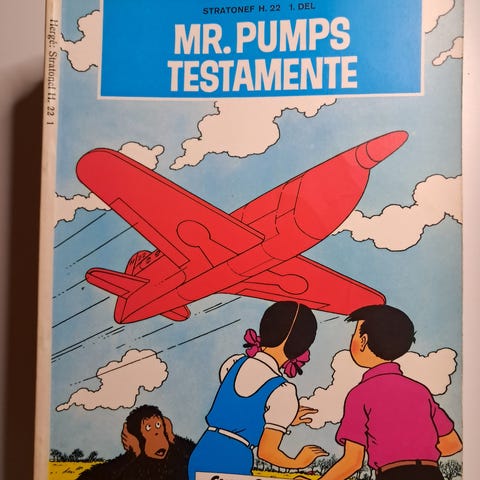 STRATONEF H. 22 1. DEL
MR. PUMPS
TESTAMENTE
Hergé: Stratonef H. 22 1